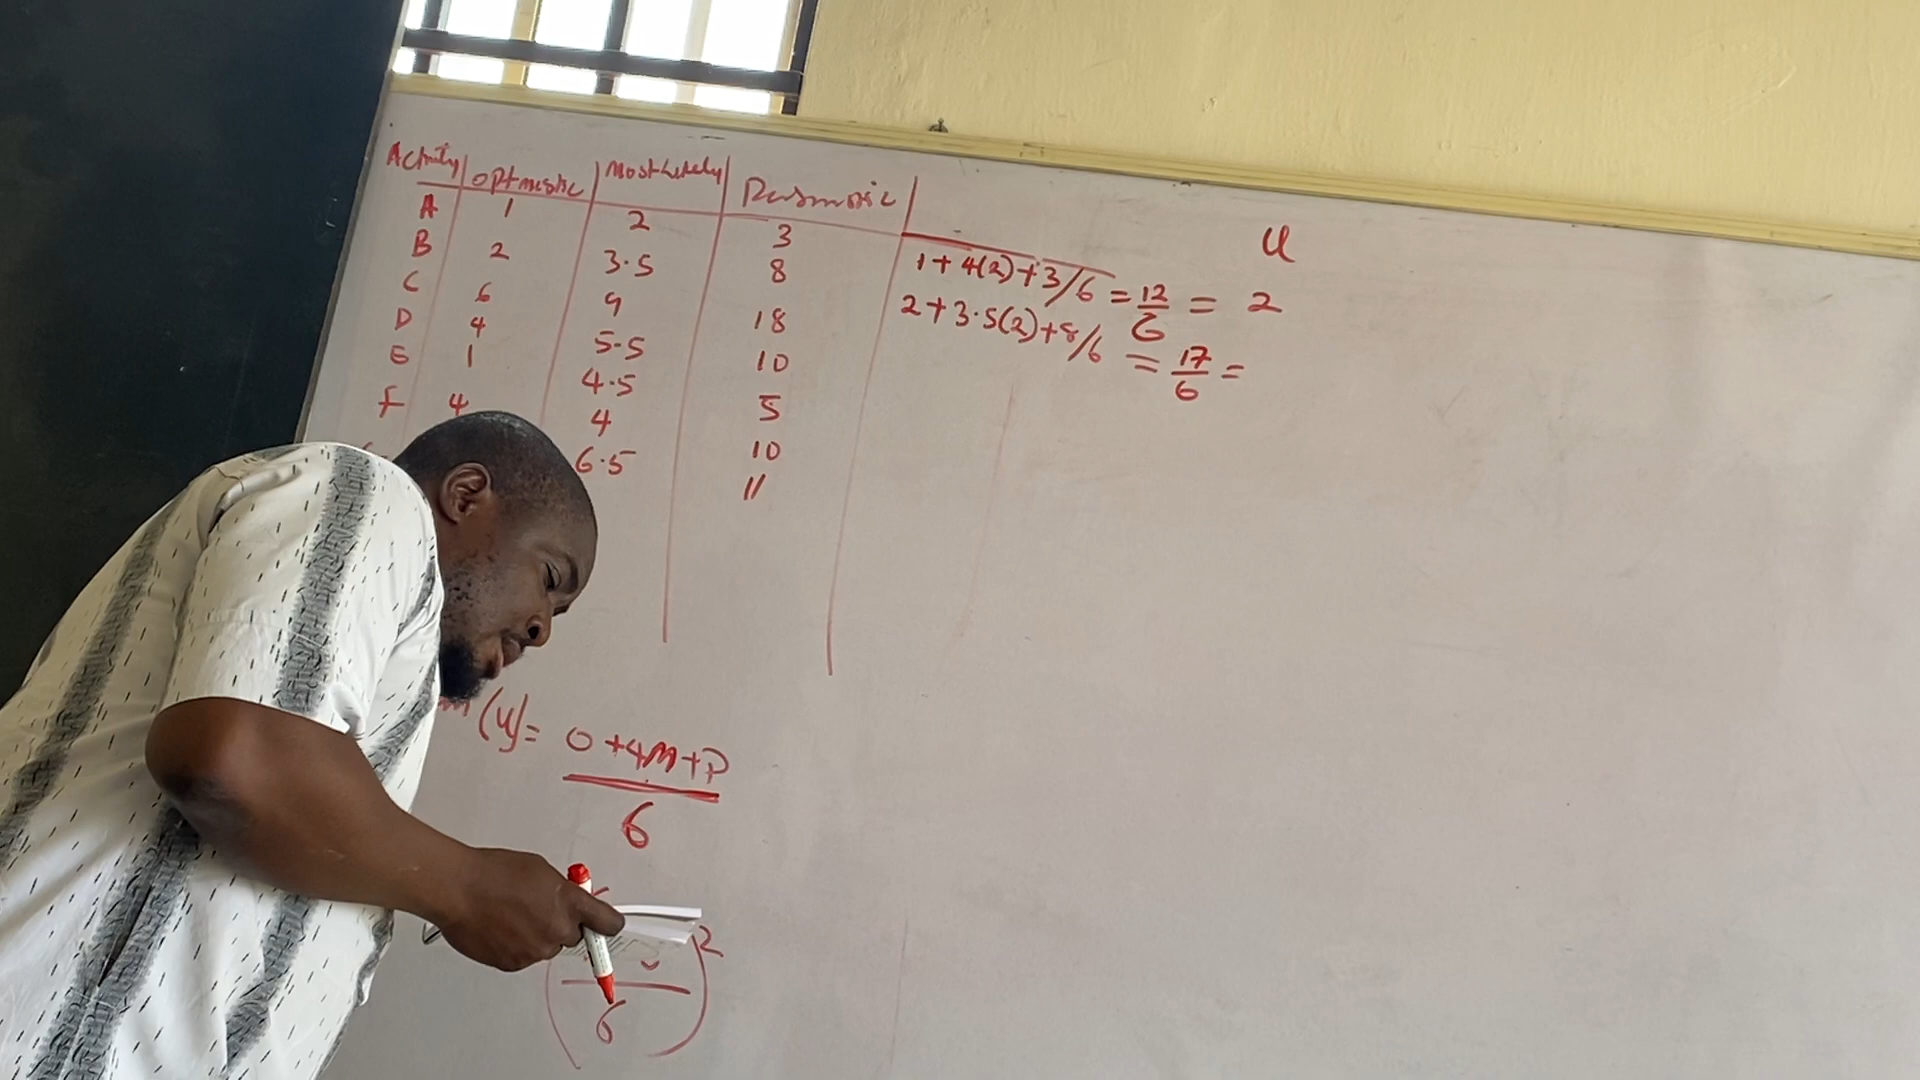 Activity optmistic Most likely Pessmistic
U
A 1 2 3 1 + 4(2) + 3/6 = 12/6 = 2
B 2 3.5 8 2 + 3.5(2) + 8/6 = 17/6 =
C 6 9 18
D 4 5.5 10
E 1 4.5 5
F 4 4 10
6.5 11
(U) = O + 4M + P
6
2
6